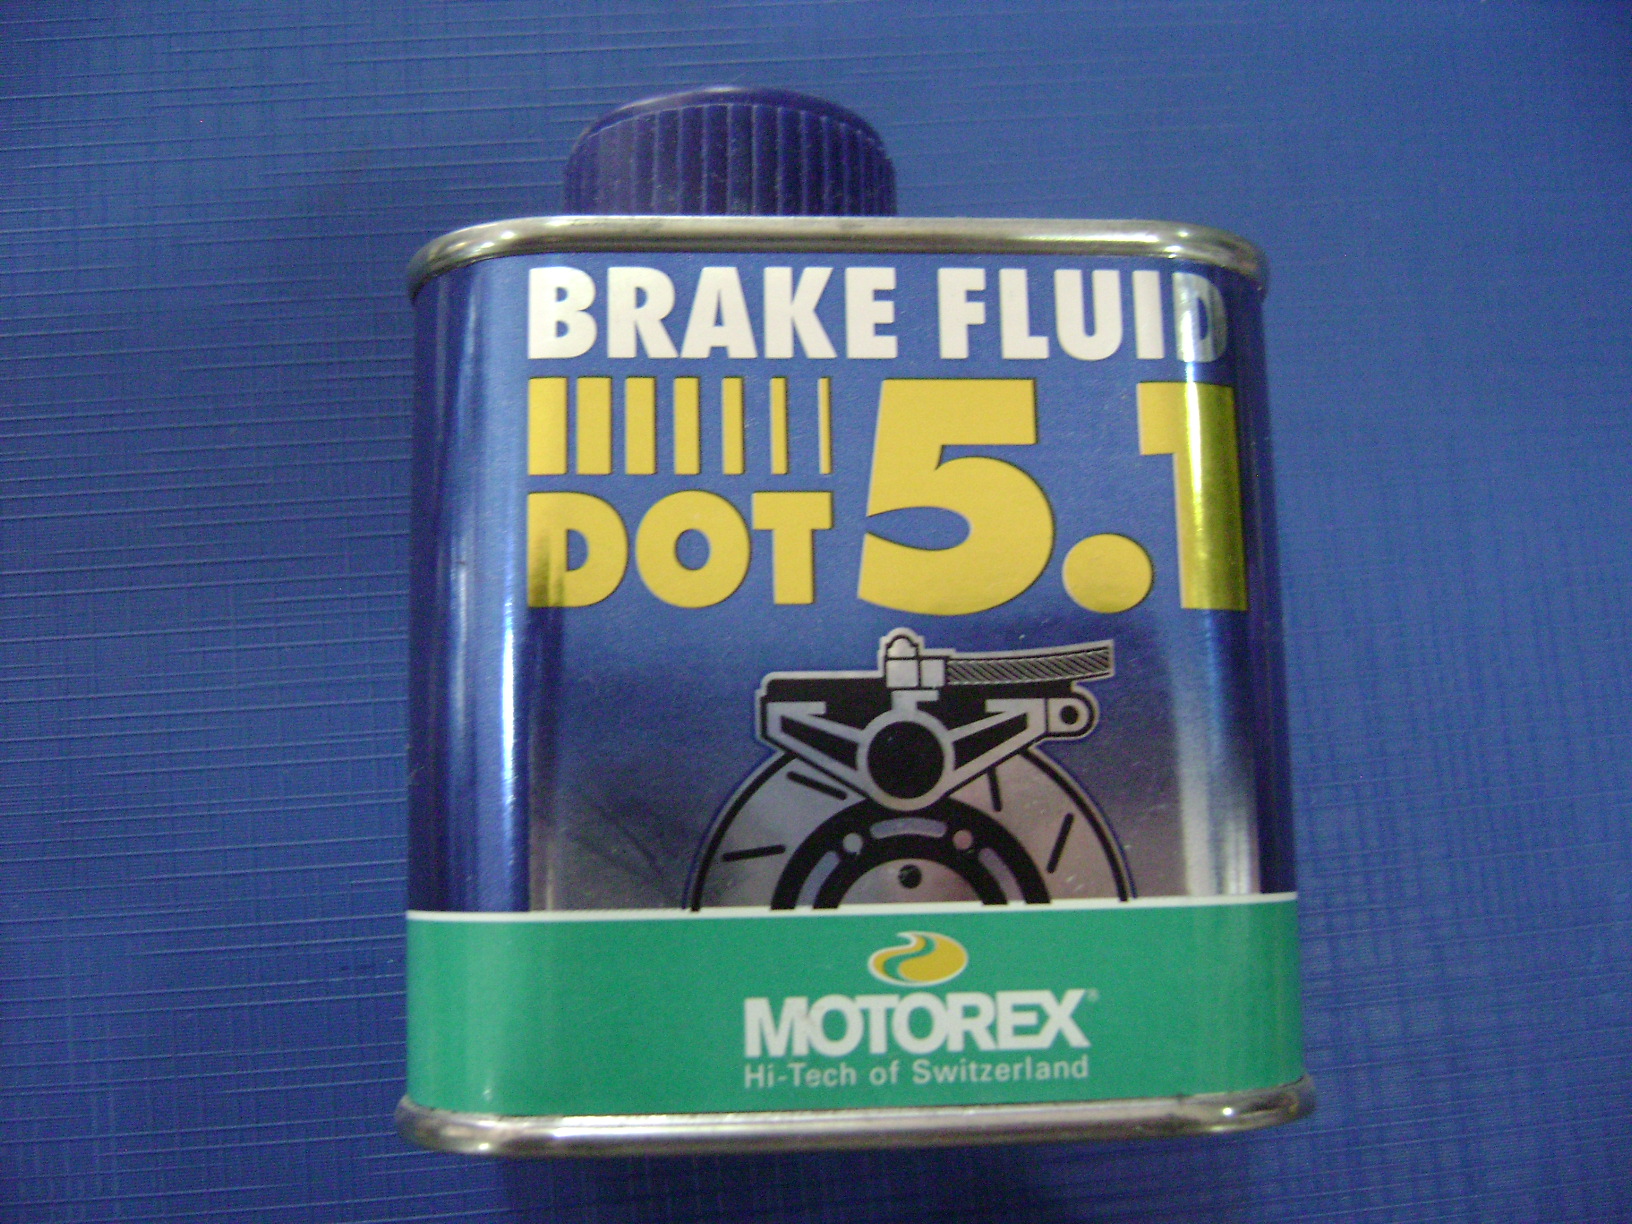 BRAKE FLUID
DOT 5.1
MOTOREX®
Hi-Tech of Switzerland